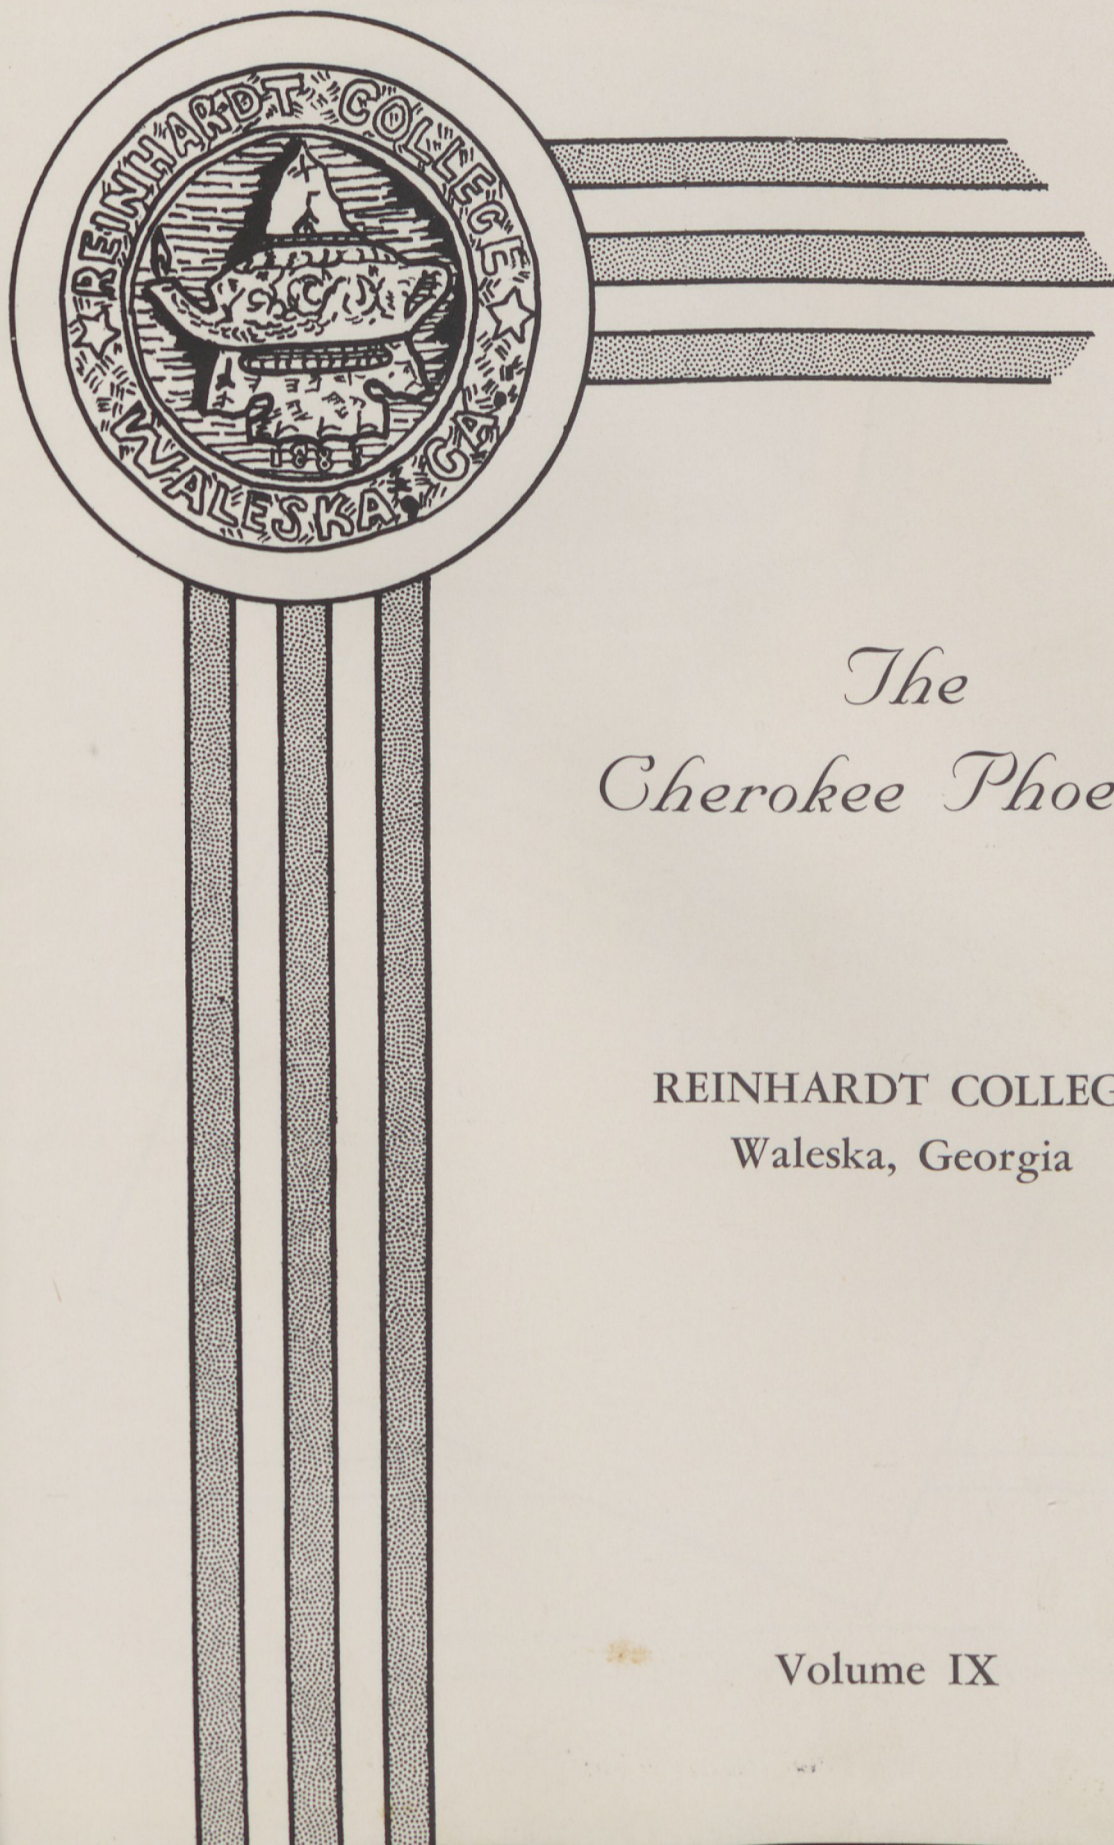 REINHARDT COLLEGE
WALESKA, GA.
The
Cherokee Phoe
REINHARDT COLLEG
Waleska, Georgia
Volume IX